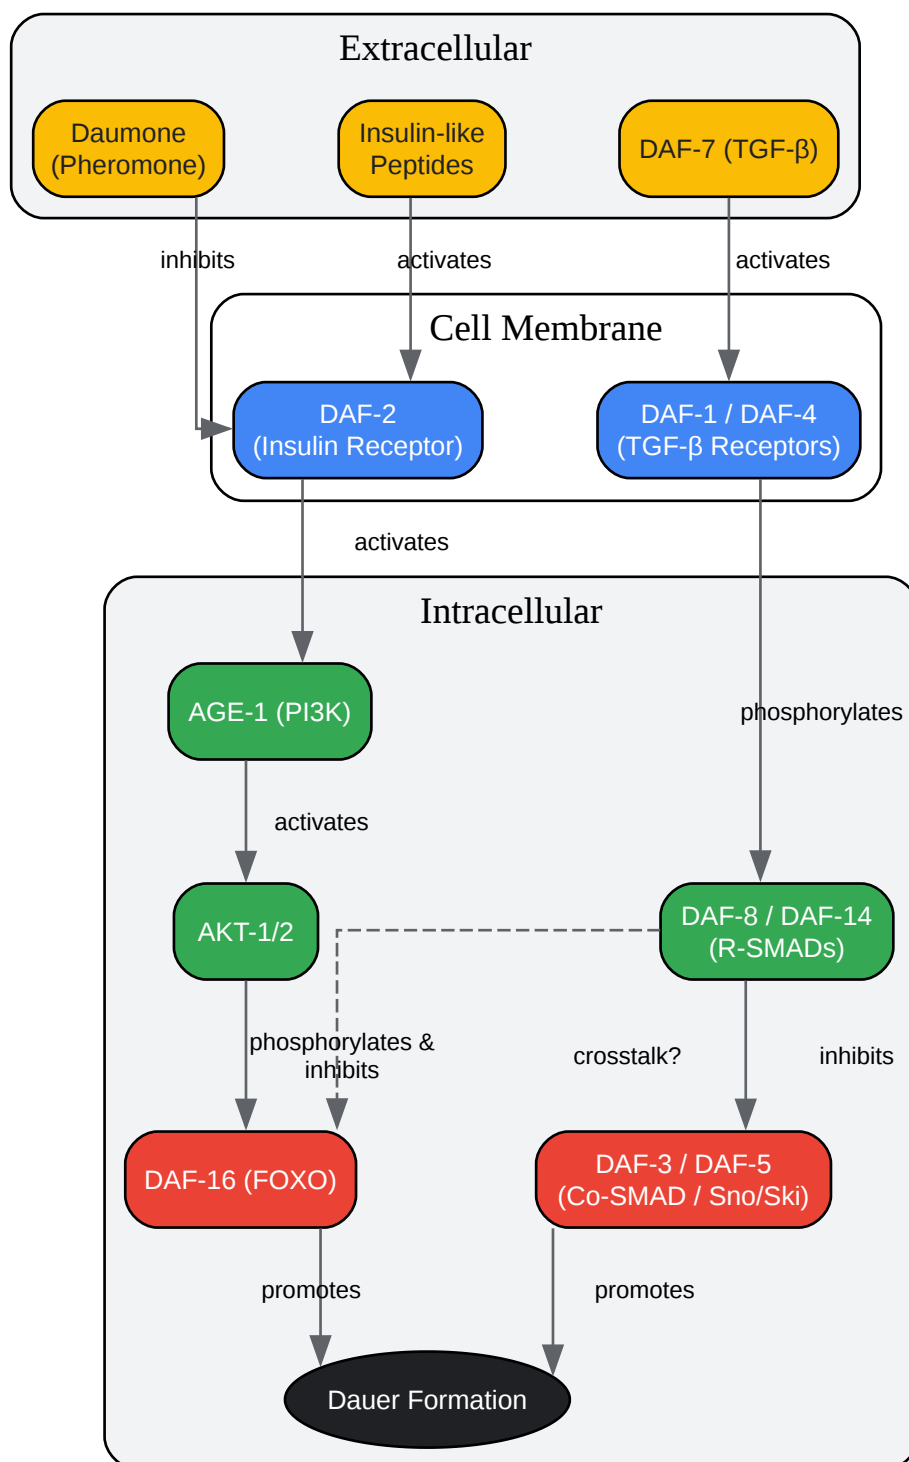 Extracellular
Daumone
(Pheromone)
Insulin-like
Peptides
DAF-7 (TGF-β)
inhibits
activates
activates
Cell Membrane
DAF-2
(Insulin Receptor)
DAF-1 / DAF-4
(TGF-β Receptors)
activates
Intracellular
AGE-1 (PI3K)
phosphorylates
activates
AKT-1/2
DAF-8 / DAF-14
(R-SMADs)
phosphorylates &
inhibits
crosstalk?
inhibits
DAF-16 (FOXO)
DAF-3 / DAF-5
(Co-SMAD / Sno/Ski)
promotes
promotes
Dauer Formation